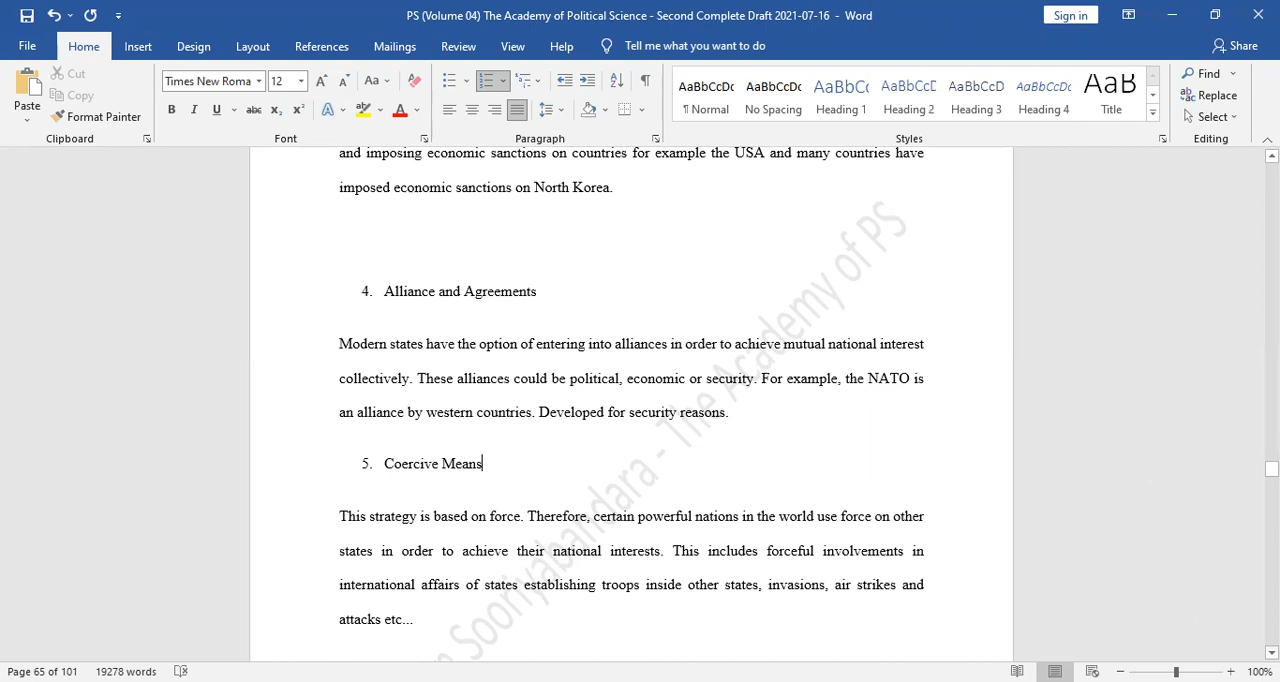 PS (Volume 04) The Academy of Political Science - Second Complete Draft 2021-07-16 - Word
Sign in
File Home Insert Design Layout References Mailings Review View Help Tell me what you want to do Share
Paste
Cut
Copy
Format Painter
Clipboard
Times New Roma 12
Font
Paragraph
AaBbCcDc AaBbCcDc AaBbC( AaBbCcD AaBbCcD AaBbCcDc AaB
¶ Normal No Spacing Heading 1 Heading 2 Heading 3 Heading 4 Title
Styles
Find
Replace
Select
Editing
and imposing economic sanctions on countries for example the USA and many countries have
imposed economic sanctions on North Korea.
4. Alliance and Agreements
Modern states have the option of entering into alliances in order to achieve mutual national interest
collectively. These alliances could be political, economic or security. For example, the NATO is
an alliance by western countries. Developed for security reasons.
5. Coercive Means
This strategy is based on force. Therefore, certain powerful nations in the world use force on other
states in order to achieve their national interests. This includes forceful involvements in
international affairs of states establishing troops inside other states, invasions, air strikes and
attacks etc...
Sooriyabandara - The Academy of PS
Page 65 of 101 19278 words
100%